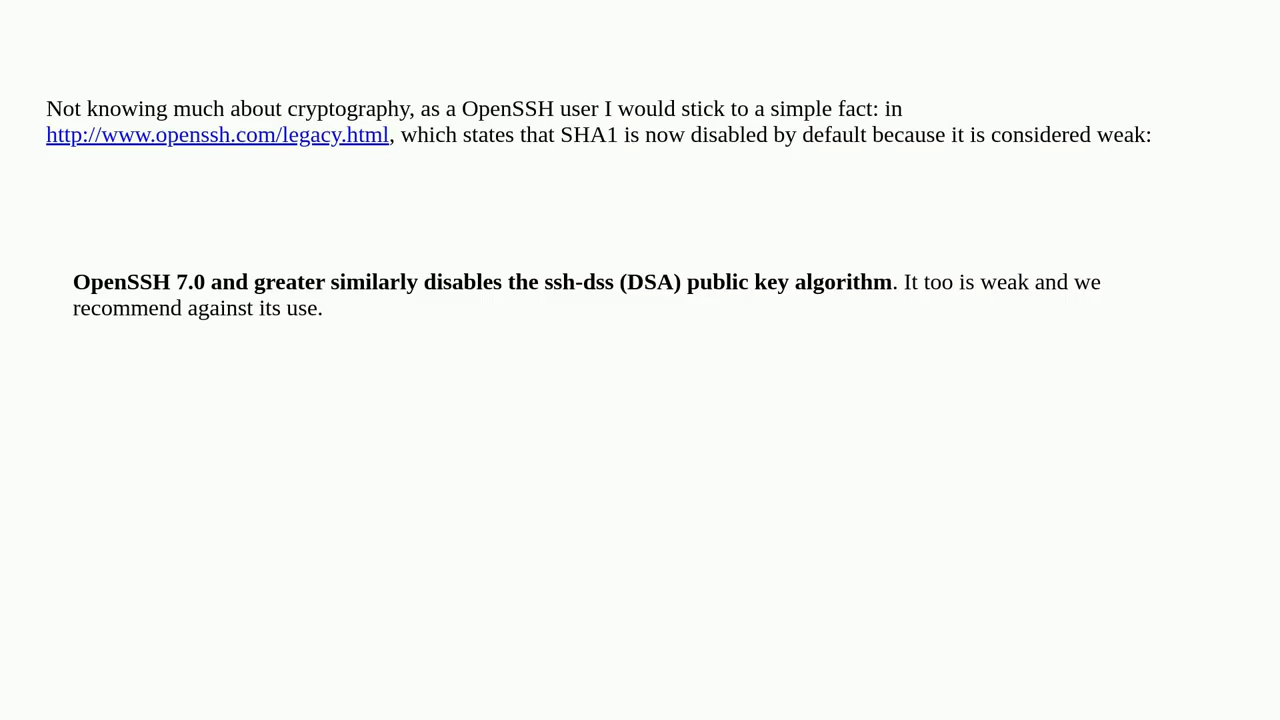 Not knowing much about cryptography, as a OpenSSH user I would stick to a simple fact: in
http://www.openssh.com/legacy.html, which states that SHA1 is now disabled by default because it is considered weak:
OpenSSH 7.0 and greater similarly disables the ssh-dss (DSA) public key algorithm. It too is weak and we
recommend against its use.